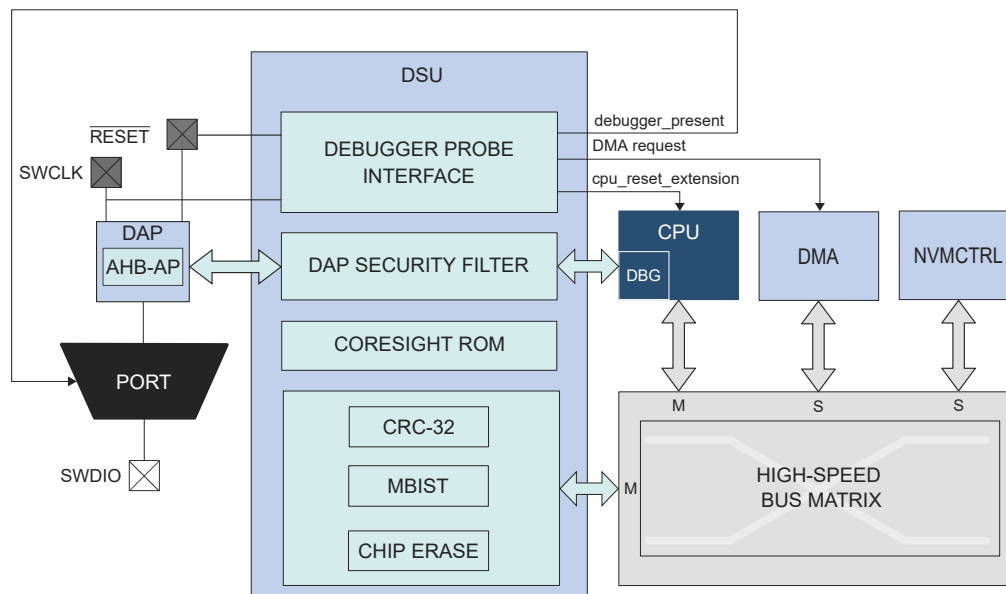 DSU
debugger_present
RESET
DEBUGGER PROBE
INTERFACE
DMA request
SWCLK
cpu_reset_extension
DAP
CPU
AHB-AP
DAP SECURITY FILTER
DBG
DMA
NVMCTRL
CORESIGHT ROM
PORT
M
S
S
CRC-32
SWDIO
MBIST
M
HIGH-SPEED
BUS MATRIX
CHIP ERASE